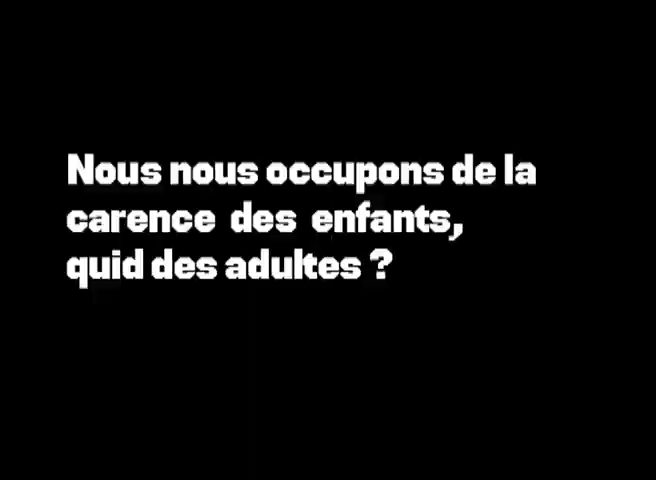 Nous nous occupons de la
carence des enfants,
quid des adultes ?